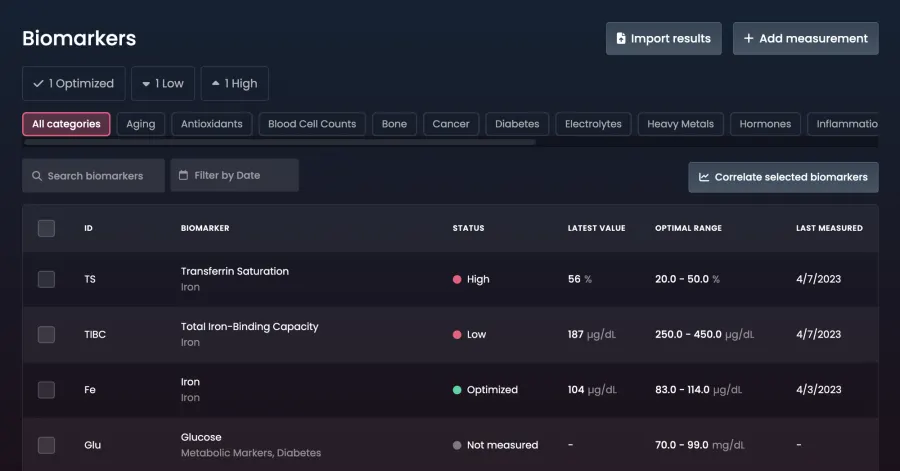 Biomarkers
Import results
Add measurement
1 Optimized
1 Low
1 High
All categories Aging Antioxidants Blood Cell Counts Bone Cancer Diabetes Electrolytes Heavy Metals Hormones Inflammatio
Search biomarkers
Filter by Date
Correlate selected biomarkers
ID BIOMARKER STATUS LATEST VALUE OPTIMAL RANGE LAST MEASURED
TS Transferrin Saturation High 56 % 20.0 - 50.0 % 4/7/2023
Iron
TIBC Total Iron-Binding Capacity Low 187 µg/dL 250.0 - 450.0 µg/dL 4/7/2023
Iron
Fe Iron Optimized 104 µg/dL 83.0 - 114.0 µg/dL 4/3/2023
Iron
Glu Glucose Not measured - 70.0 - 99.0 mg/dL -
Metabolic Markers, Diabetes